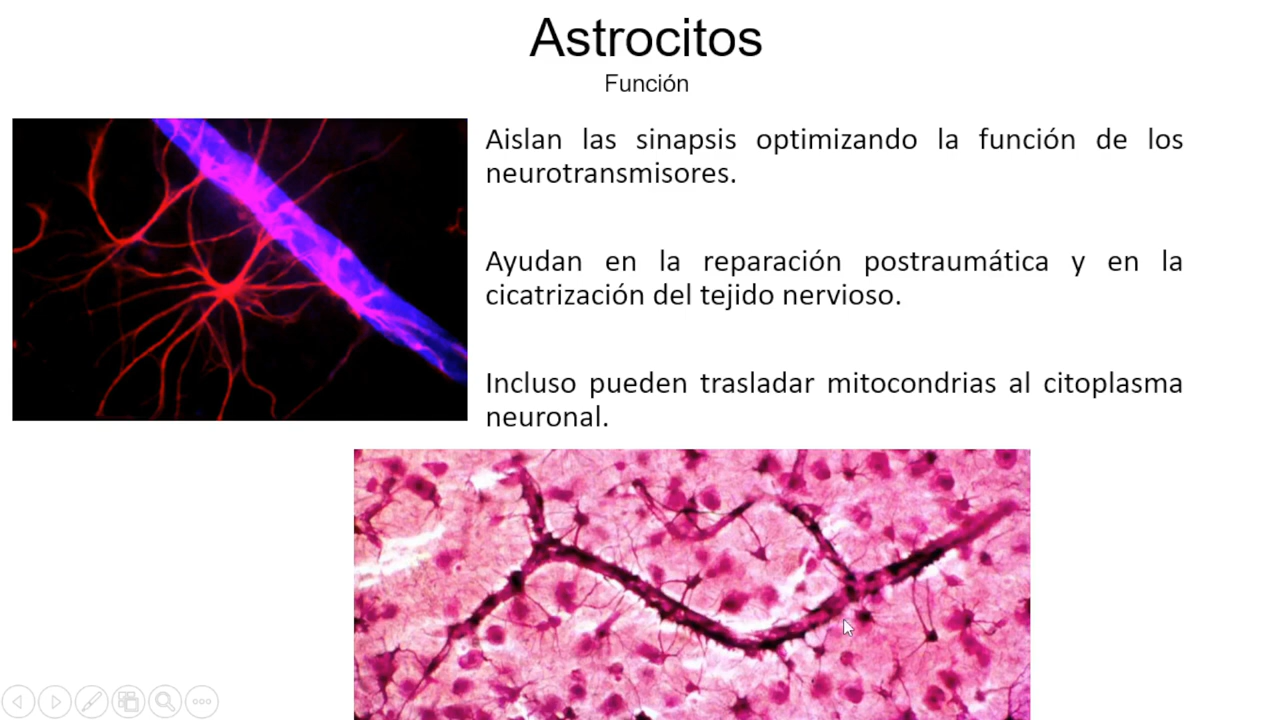 Astrocitos
Función
Aislan las sinapsis optimizando la función de los
neurotransmisores.
Ayudan en la reparación postraumática y en la
cicatrización del tejido nervioso.
Incluso pueden trasladar mitocondrias al citoplasma
neuronal.